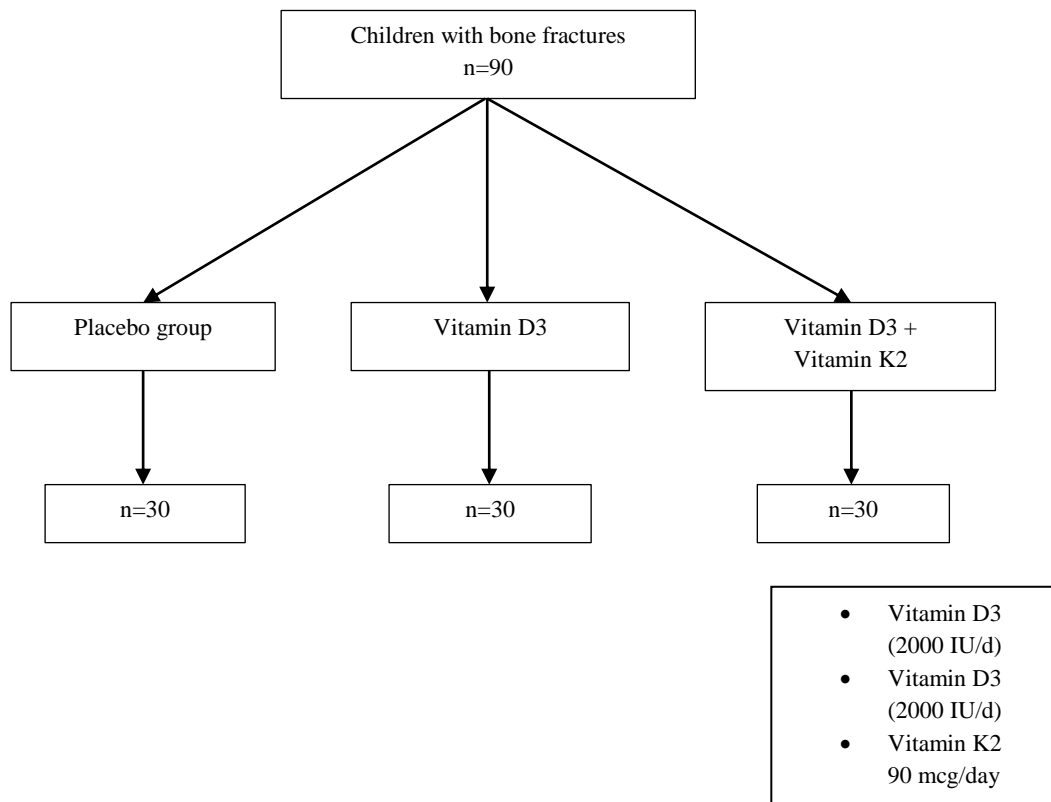 Children with bone fractures
n=90
Placebo group
Vitamin D3
Vitamin D3 +
Vitamin K2
n=30
n=30
n=30
• Vitamin D3
(2000 IU/d)
• Vitamin D3
(2000 IU/d)
• Vitamin K2
90 mcg/day